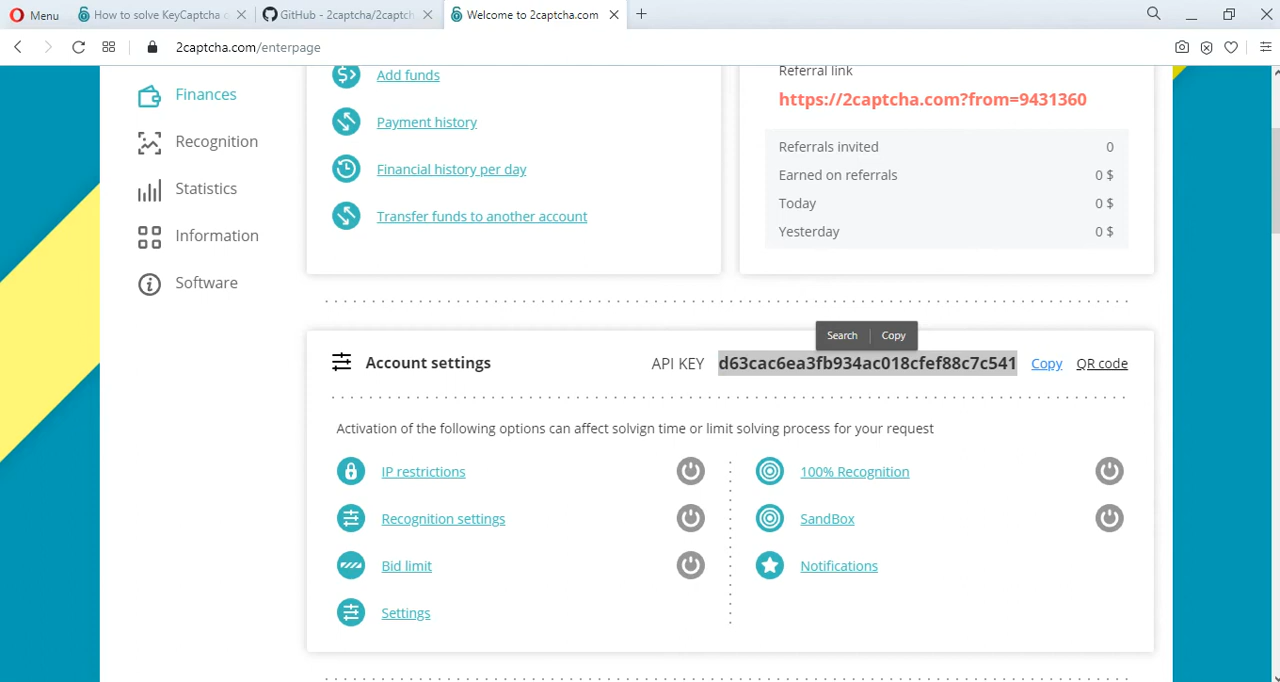 Menu
How to solve KeyCaptcha o
GitHub - 2captcha/2captch
Welcome to 2captcha.com
2captcha.com/enterpage
Finances
Recognition
Statistics
Information
Software
Add funds
Payment history
Financial history per day
Transfer funds to another account
Referral link
https://2captcha.com?from=9431360
Referrals invited 0
Earned on referrals 0 $
Today 0 $
Yesterday 0 $
Search Copy
Account settings API KEY d63cac6ea3fb934ac018cfef88c7c541 Copy QR code
Activation of the following options can affect solvign time or limit solving process for your request
IP restrictions
Recognition settings
Bid limit
Settings
100% Recognition
SandBox
Notifications